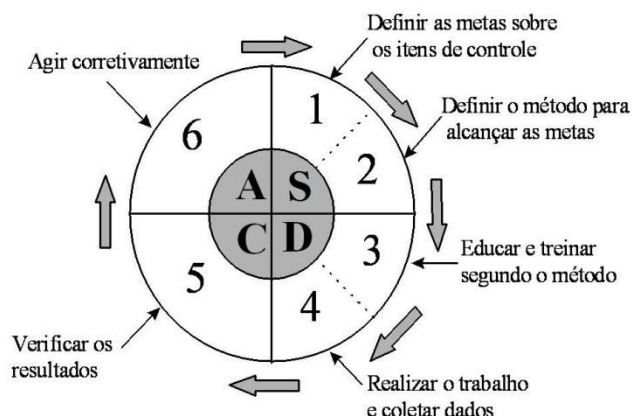 Definir as metas sobre
os itens de controle
Agir corretivamente
Definir o método para
alcançar as metas
6
1
2
A
S
C
D
3
5
4
Educar e treinar
segundo o método
Verificar os
resultados
Realizar o trabalho
e coletar dados